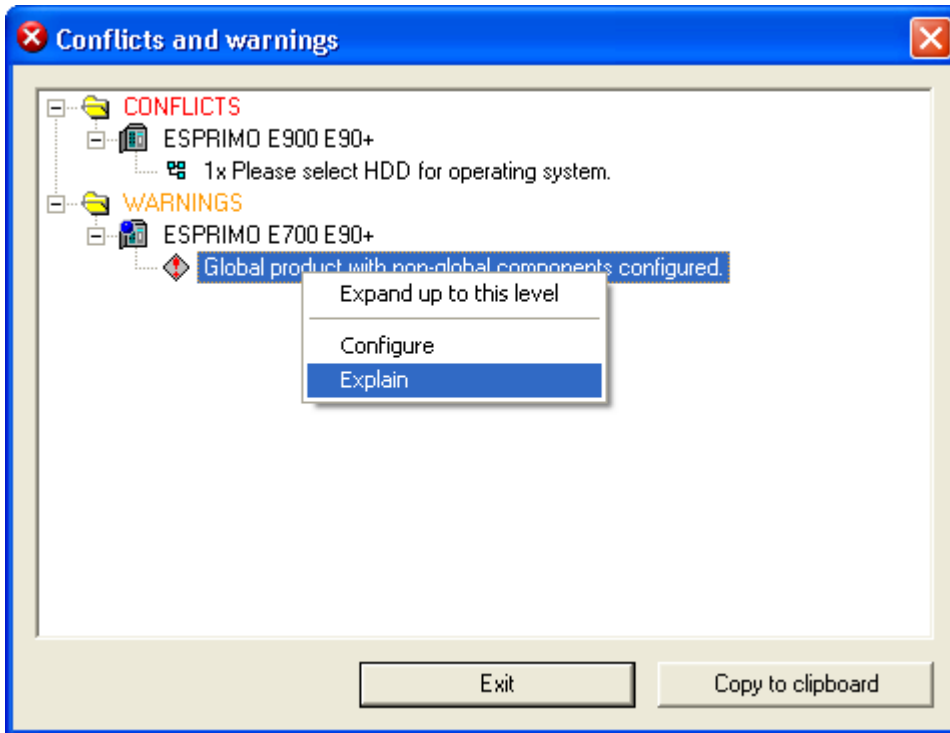 Conflicts and warnings
CONFLICTS
ESPRIMO E900 E90+
1x Please select HDD for operating system.
WARNINGS
ESPRIMO E700 E90+
Global product with non-global components configured.
Expand up to this level
Configure
Explain
Exit
Copy to clipboard